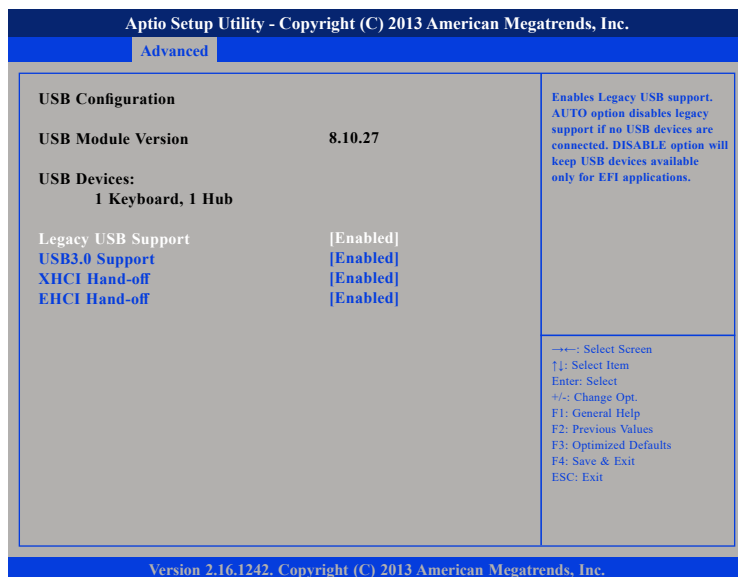 Aptio Setup Utility - Copyright (C) 2013 American Megatrends, Inc.
Advanced
USB Configuration
USB Module Version 8.10.27
USB Devices:
1 Keyboard, 1 Hub
Legacy USB Support [Enabled]
USB3.0 Support [Enabled]
XHCI Hand-off [Enabled]
EHCI Hand-off [Enabled]
Enables Legacy USB support.
AUTO option disables legacy
support if no USB devices are
connected. DISABLE option will
keep USB devices available
only for EFI applications.
→←: Select Screen
↑↓: Select Item
Enter: Select
+/-: Change Opt.
F1: General Help
F2: Previous Values
F3: Optimized Defaults
F4: Save & Exit
ESC: Exit
Version 2.16.1242. Copyright (C) 2013 American Megatrends, Inc.